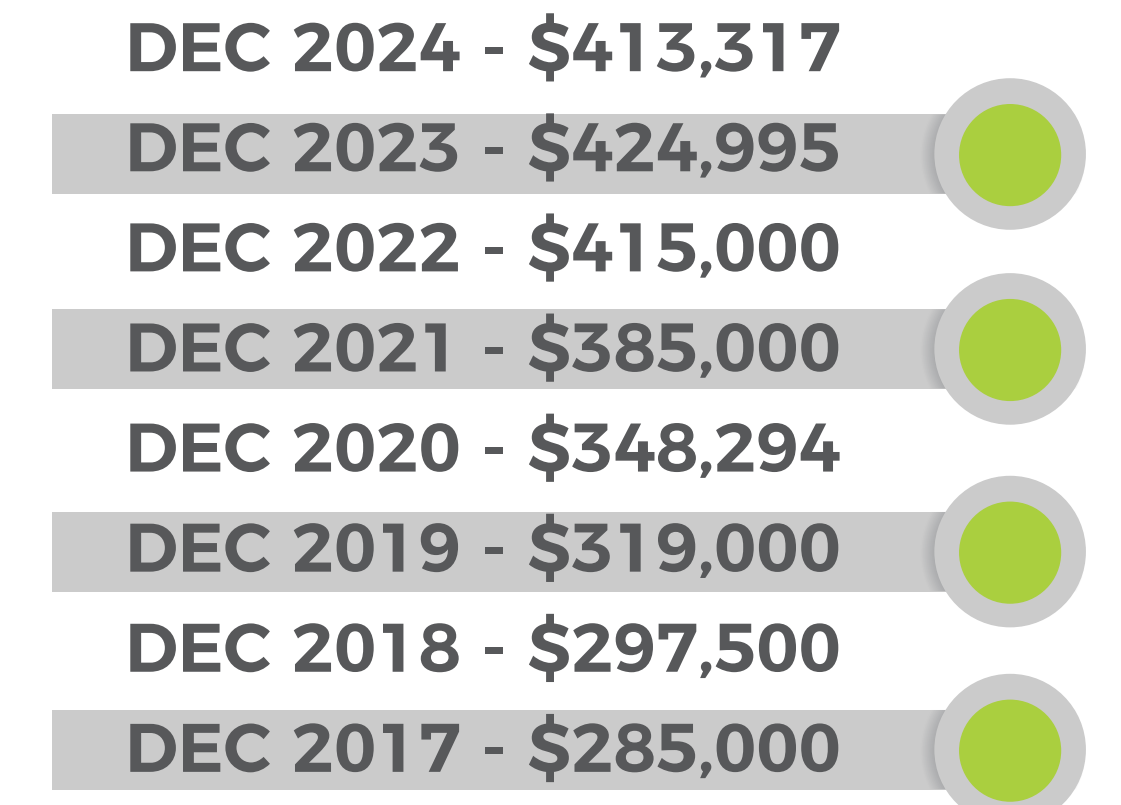 DEC 2024 - $413,317
DEC 2023 - $424,995
DEC 2022 - $415,000
DEC 2021 - $385,000
DEC 2020 - $348,294
DEC 2019 - $319,000
DEC 2018 - $297,500
DEC 2017 - $285,000